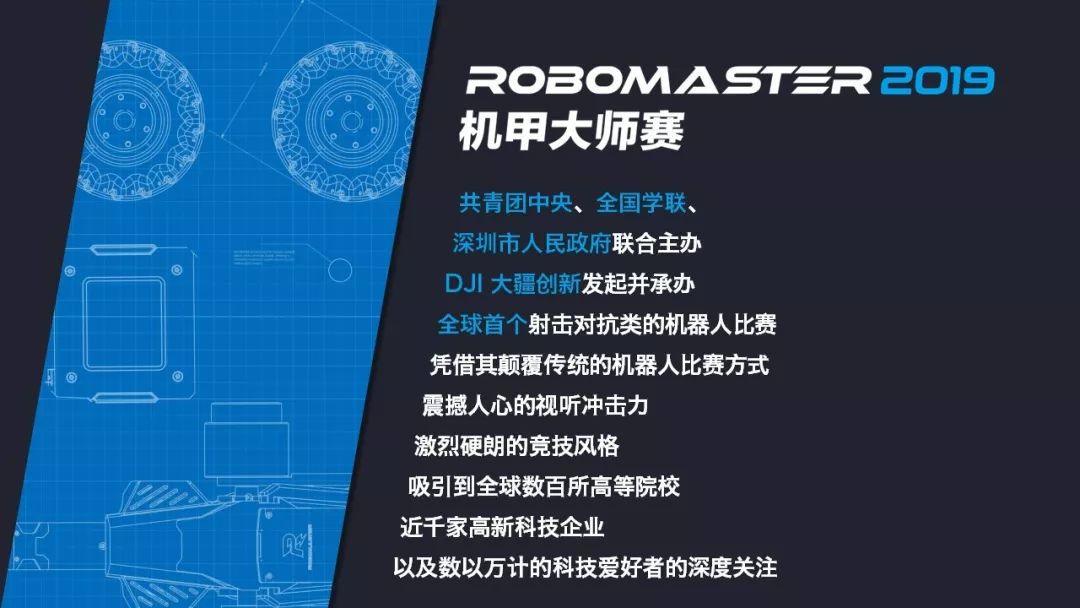 ROBOMASTER 2019
机甲大师赛
共青团中央、全国学联、
深圳市人民政府联合主办
DJI 大疆创新发起并承办
全球首个射击对抗类的机器人比赛
凭借其颠覆传统的机器人比赛方式
震撼人心的视听冲击力
激烈硬朗的竞技风格
吸引到全球数百所高等院校
近千家高新科技企业
以及数以万计的科技爱好者的深度关注
ROBOMASTER